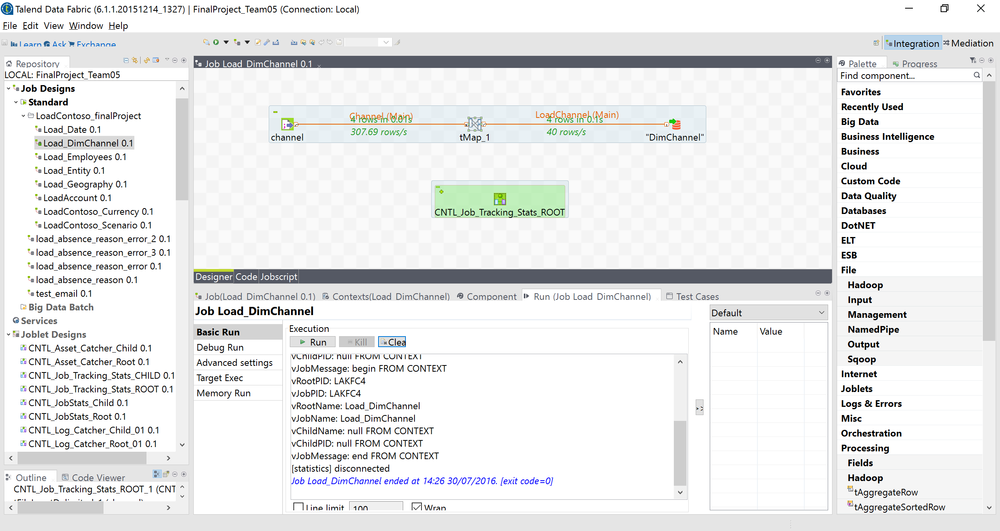 Talend Data Fabric (6.1.1.20151214_1327) | FinalProject_Team05 (Connection: Local)
File Edit View Window Help
Learn Ask Exchange
Integration Mediation
Repository
LOCAL: FinalProject_Team05
Job Designs
Standard
LoadContoso_finalProject
Load_Date 0.1
Load_DimChannel 0.1
Load_Employees 0.1
Load_Entity 0.1
Load_Geography 0.1
LoadAccount 0.1
LoadContoso_Currency 0.1
LoadContoso_Scenario 0.1
load_absence_reason_error_2 0.1
load_absence_reason_error_3 0.1
load_absence_reason_error 0.1
load_absence_reason 0.1
test_email 0.1
Big Data Batch
Services
Joblet Designs
CNTL_Asset_Catcher_Child 0.1
CNTL_Asset_Catcher_Root 0.1
CNTL_Job_Tracking_Stats_CHILD 0.1
CNTL_Job_Tracking_Stats_ROOT 0.1
CNTL_JobStats_Child 0.1
CNTL_JobStats_Root 0.1
CNTL_Log_Catcher_Child_01 0.1
CNTL_Log_Catcher_Root_01 0.1
Outline Code Viewer
CNTL_Job_Tracking_Stats_ROOT_1 (CNT
Job Load_DimChannel 0.1
Channel (Main)
4 rows in 0.01s
307.69 rows/s
LoadChannel (Main)
4 rows in 0.1s
40 rows/s
channel
tMap_1
"DimChannel"
CNTL_Job_Tracking_Stats_ROOT
Designer Code Jobscript
Job(Load_DimChannel 0.1) Contexts(Load_DimChannel) Component Run (Job Load_DimChannel) Test Cases
Job Load_DimChannel
Basic Run
Debug Run
Advanced settings
Target Exec
Memory Run
Execution
Run Kill Clea
vChildPID: null FROM CONTEXT
vJobMessage: begin FROM CONTEXT
vRootPID: LAKFC4
vJobPID: LAKFC4
vRootName: Load_DimChannel
vJobName: Load_DimChannel
vChildName: null FROM CONTEXT
vChildPID: null FROM CONTEXT
vJobMessage: end FROM CONTEXT
[statistics] disconnected
Job Load_DimChannel ended at 14:26 30/07/2016. [exit code=0]
Line limit 100 Wrap
Default
Name Value
Palette Progress
Find component...
Favorites
Recently Used
Big Data
Business Intelligence
Business
Cloud
Custom Code
Data Quality
Databases
DotNET
ELT
ESB
File
Hadoop
Input
Management
NamedPipe
Output
Sqoop
Internet
Joblets
Logs & Errors
Misc
Orchestration
Processing
Fields
Hadoop
tAggregateRow
tAggregateSortedRow